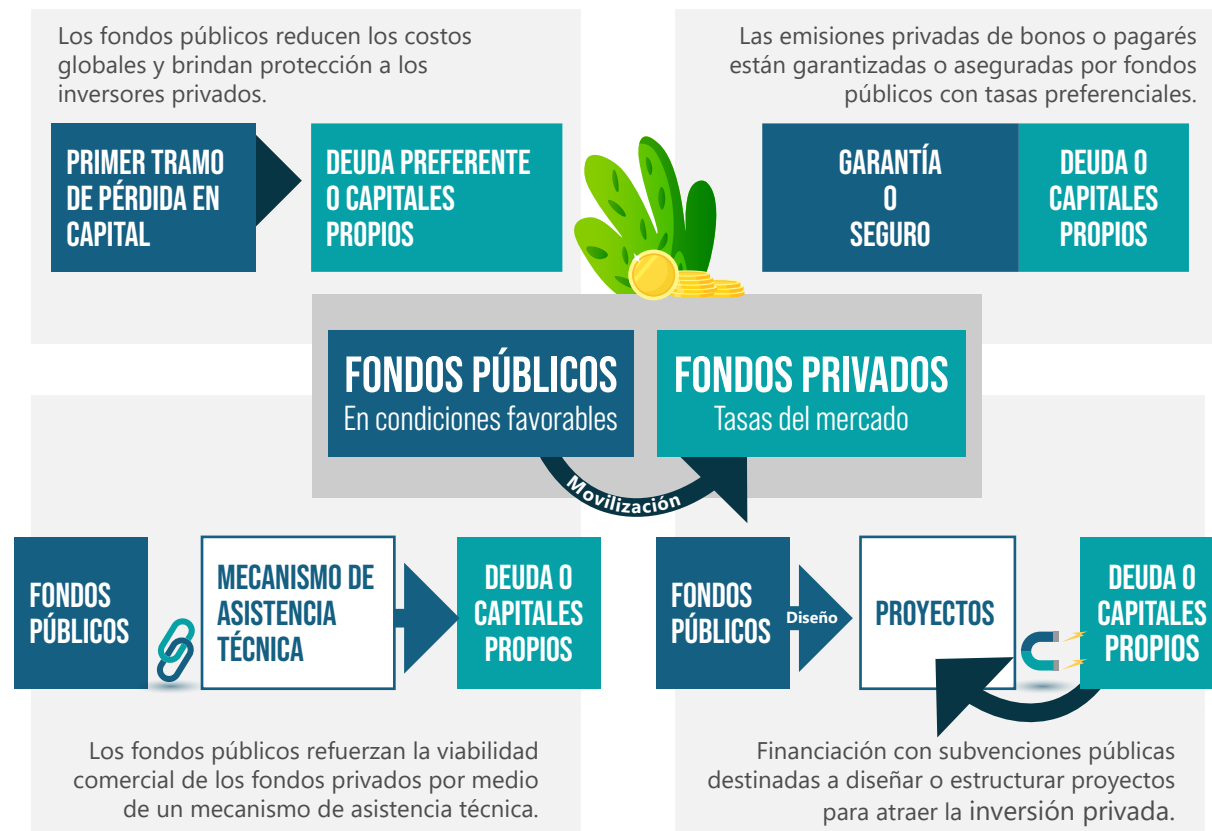 Los fondos públicos reducen los costos
globales y brindan protección a los
inversores privados.
PRIMER TRAMO
DE PÉRDIDA EN
CAPITAL
DEUDA PREFERENTE
O CAPITALES
PROPIOS
Las emisiones privadas de bonos o pagarés
están garantizadas o aseguradas por fondos
públicos con tasas preferenciales.
GARANTÍA
O
SEGURO
DEUDA O
CAPITALES
PROPIOS
FONDOS PÚBLICOS
En condiciones favorables
FONDOS PRIVADOS
Tasas del mercado
Movilización
FONDOS
PÚBLICOS
MECANISMO DE
ASISTENCIA
TÉCNICA
DEUDA O
CAPITALES
PROPIOS
Los fondos públicos refuerzan la viabilidad
comercial de los fondos privados por medio
de un mecanismo de asistencia técnica.
FONDOS
PÚBLICOS
Diseño
PROYECTOS
DEUDA O
CAPITALES
PROPIOS
Financiación con subvenciones públicas
destinadas a diseñar o estructurar proyectos
para atraer la inversión privada.